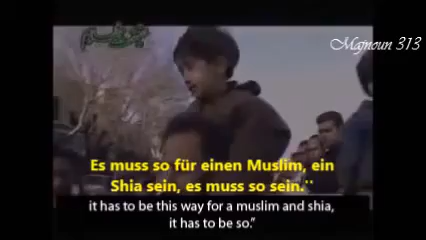 Majnoun 313
Es muss so für einen Muslim, ein
Shia sein, es muss so sein.¨
it has to be this way for a muslim and shia,
it has to be so.”